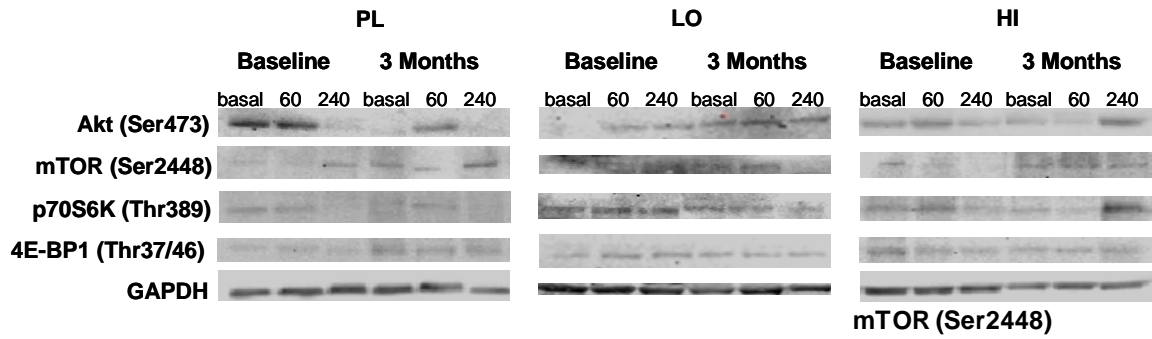 PL LO HI
Baseline 3 Months Baseline 3 Months Baseline 3 Months
basal 60 240 basal 60 240 basal 60 240 basal 60 240 basal 60 240 basal 60 240
Akt (Ser473)
mTOR (Ser2448)
p70S6K (Thr389)
4E-BP1 (Thr37/46)
GAPDH
mTOR (Ser2448)